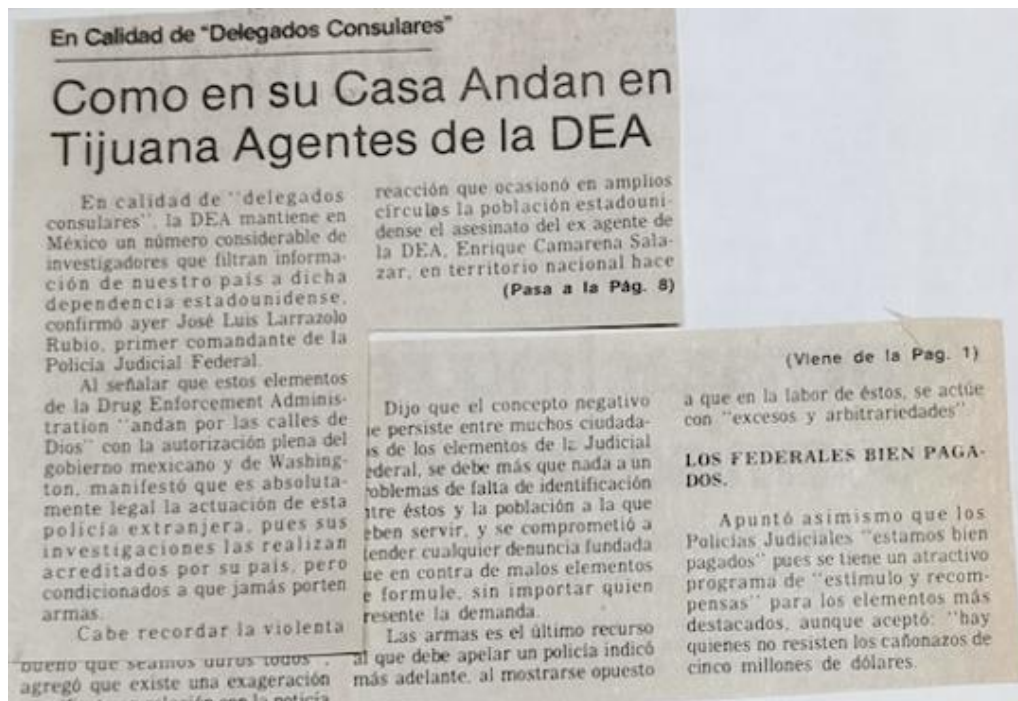 En Calidad de "Delegados Consulares"
Como en su Casa Andan en
Tijuana Agentes de la DEA
En calidad de "delegados
consulares", la DEA mantiene en
México un número considerable de
investigadores que filtran informa-
ción de nuestro país a dicha
dependencia estadounidense,
confirmó ayer José Luis Larrazolo
Rubio, primer comandante de la
Policía Judicial Federal.
Al señalar que estos elementos
de la Drug Enforcement Adminis-
tration "andan por las calles de
Dios" con la autorización plena del
gobierno mexicano y de Washing-
ton, manifestó que es absoluta-
mente legal la actuación de esta
policía extranjera, pues sus
investigaciones las realizan
acreditados por su país, pero
condicionados a que jamás porten
armas.
Cabe recordar la violenta
reacción que ocasionó en amplios
círculos la población estadouni-
dense el asesinato del ex agente de
la DEA, Enrique Camarena Sala-
zar, en territorio nacional hace
(Pasa a la Pág. 8)
bueno que seamos duros todos",
agregó que existe una exageración
la noticia
Dijo que el concepto negativo
ue persiste entre muchos ciudada-
s de los elementos de la Judicial
ederal, se debe más que nada a un
oblemas de falta de identificación
ntre éstos y la población a la que
eben servir, y se comprometió a
tender cualquier denuncia fundada
ue en contra de malos elementos
e formule, sin importar quien
resente la demanda.
Las armas es el último recurso
al que debe apelar un policía indicó
más adelante, al mostrarse opuesto
(Viene de la Pag. 1)
a que en la labor de éstos, se actúe
con "excesos y arbitrariedades".
LOS FEDERALES BIEN PAGA-
DOS.
Apuntó asimismo que los
Policías Judiciales "estamos bien
pagados" pues se tiene un atractivo
programa de "estímulo y recom-
pensas" para los elementos más
destacados, aunque aceptó: "hay
quienes no resisten los cañonazos de
cinco millones de dólares.